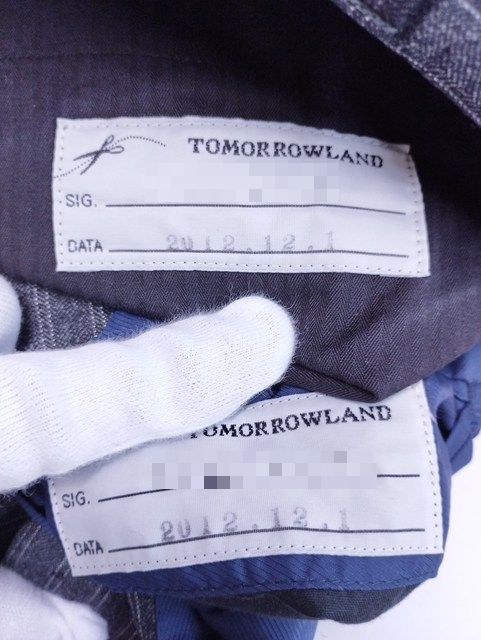 TOMORROWLAND
SIG.
DATA 2012.12.1
TOMORROWLAND
SIG.
DATA 2012.12.1